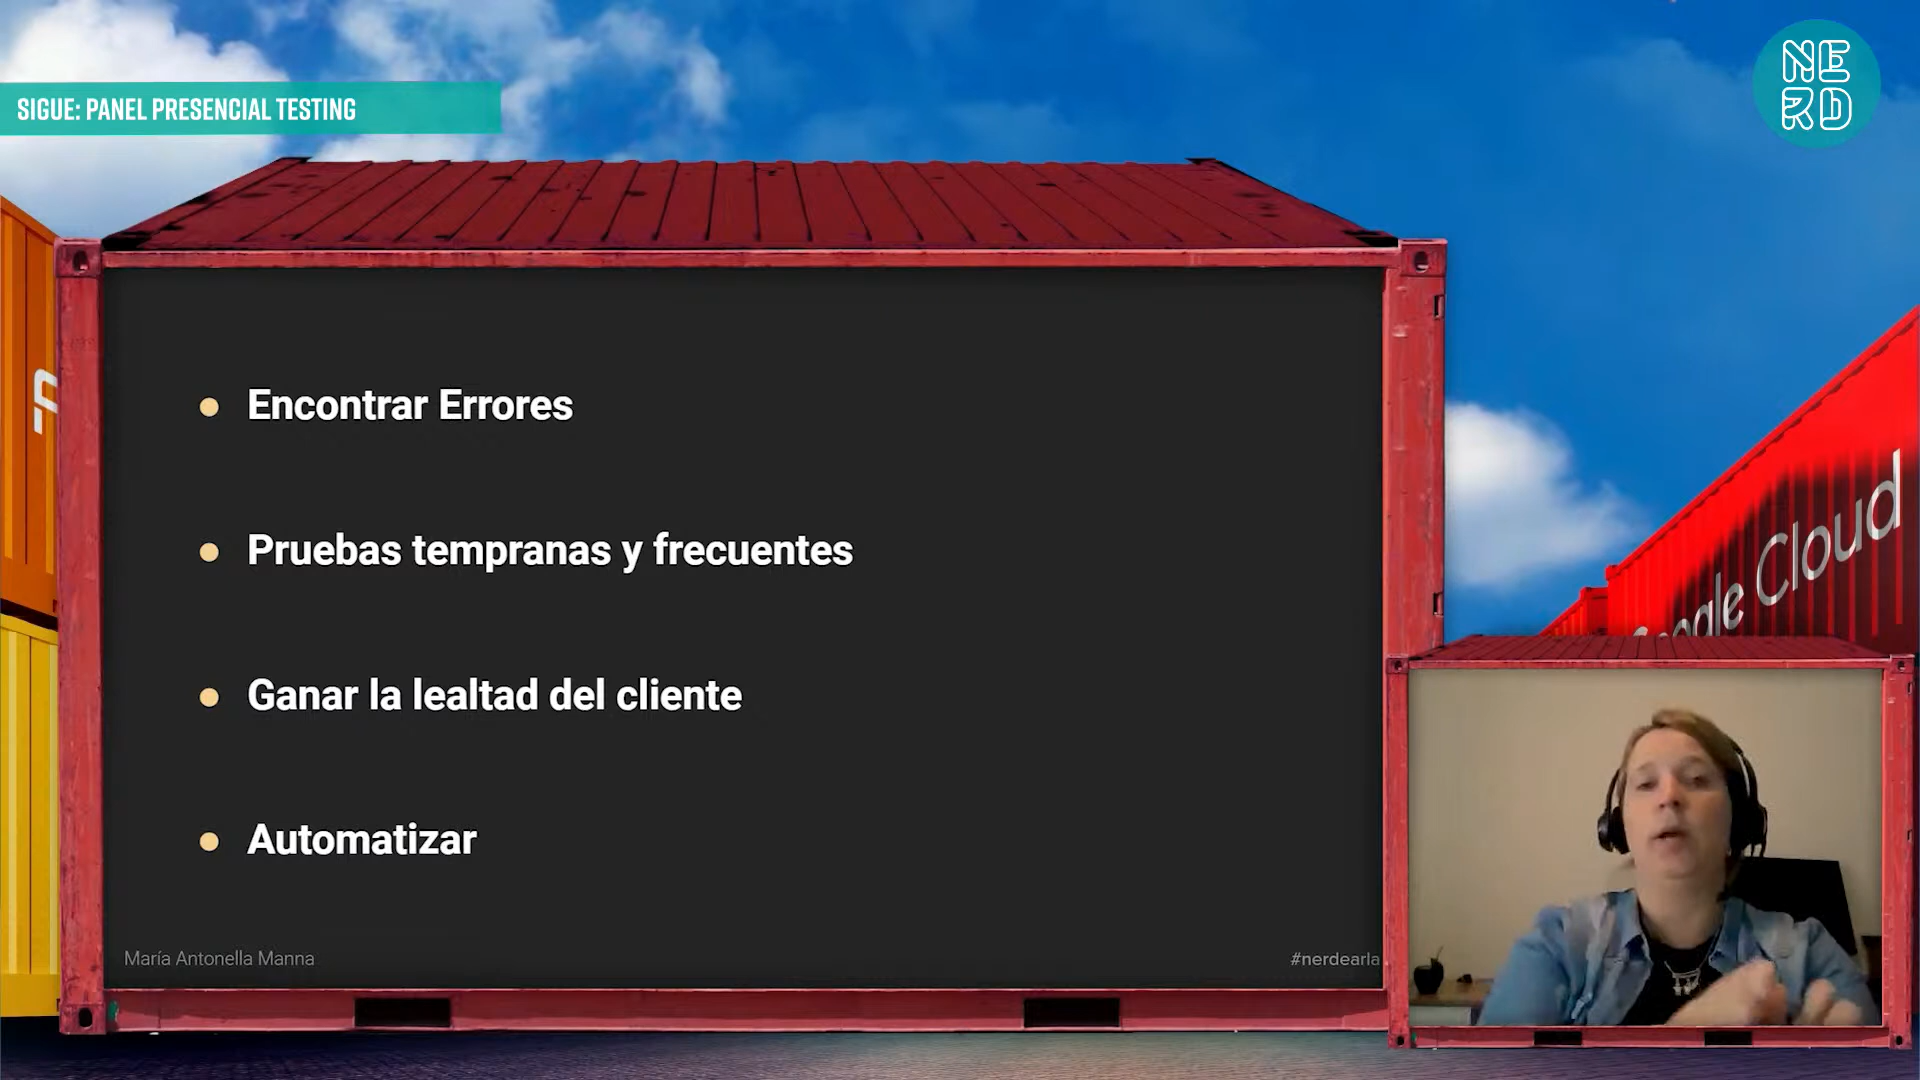 SIGUE: PANEL PRESENCIAL TESTING
NE
RD
Encontrar Errores
Pruebas tempranas y frecuentes
Ganar la lealtad del cliente
Automatizar
María Antonella Manna
#nerdearla
Cloud